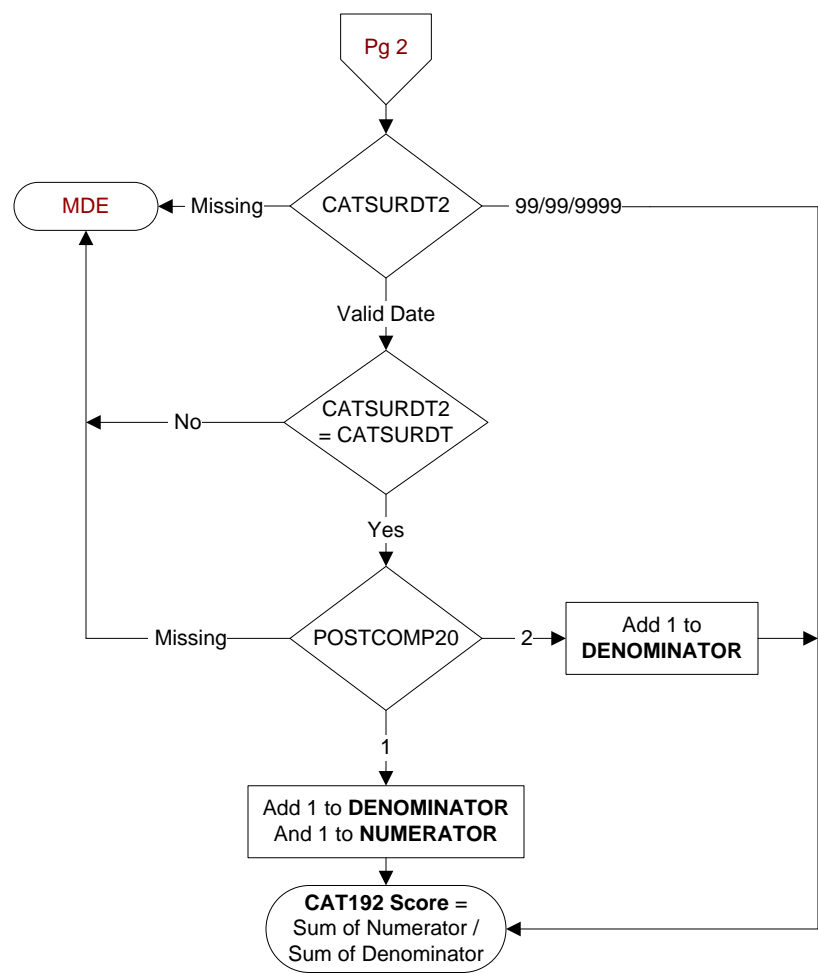 Pg 2
CATSURDT2
Missing
MDE
99/99/9999
Valid Date
CATSURDT2
= CATSURDT
No
Yes
POSTCOMP20
Missing
2
Add 1 to
DENOMINATOR
1
Add 1 to DENOMINATOR
And 1 to NUMERATOR
CAT192 Score =
Sum of Numerator /
Sum of Denominator